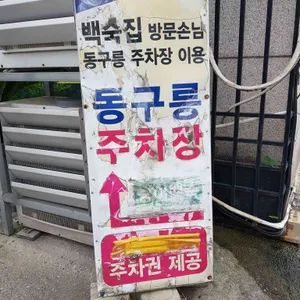 백숙집 방문손님
동구릉 주차장 이용
동구릉
주차장
주차권 제공